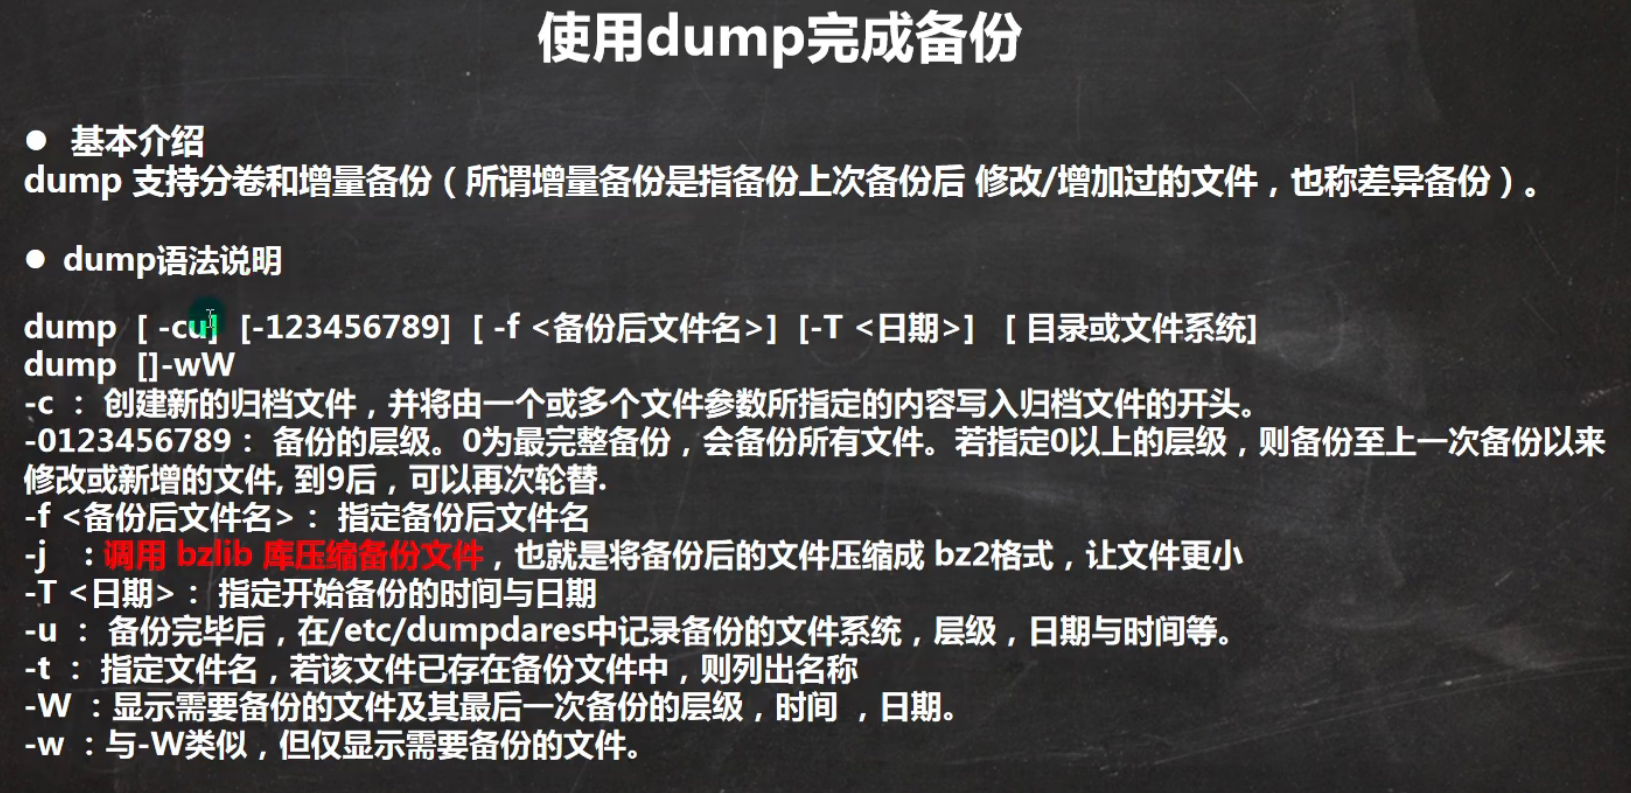 使用dump完成备份
● 基本介绍
dump 支持分卷和增量备份（所谓增量备份是指备份上次备份后 修改/增加过的文件，也称差异备份）。
● dump语法说明
dump [ -cu] [-123456789] [ -f <备份后文件名>] [-T <日期>] [ 目录或文件系统]
dump []-wW
-c ： 创建新的归档文件，并将由一个或多个文件参数所指定的内容写入归档文件的开头。
-0123456789： 备份的层级。0为最完整备份，会备份所有文件。若指定0以上的层级，则备份至上一次备份以来
修改或新增的文件, 到9后，可以再次轮替.
-f <备份后文件名>： 指定备份后文件名
-j : 调用 bzlib 库压缩备份文件，也就是将备份后的文件压缩成 bz2格式，让文件更小
-T <日期>： 指定开始备份的时间与日期
-u ： 备份完毕后，在/etc/dumpdares中记录备份的文件系统，层级，日期与时间等。
-t ： 指定文件名，若该文件已存在备份文件中，则列出名称
-W ：显示需要备份的文件及其最后一次备份的层级，时间 ，日期。
-w ：与-W类似，但仅显示需要备份的文件。